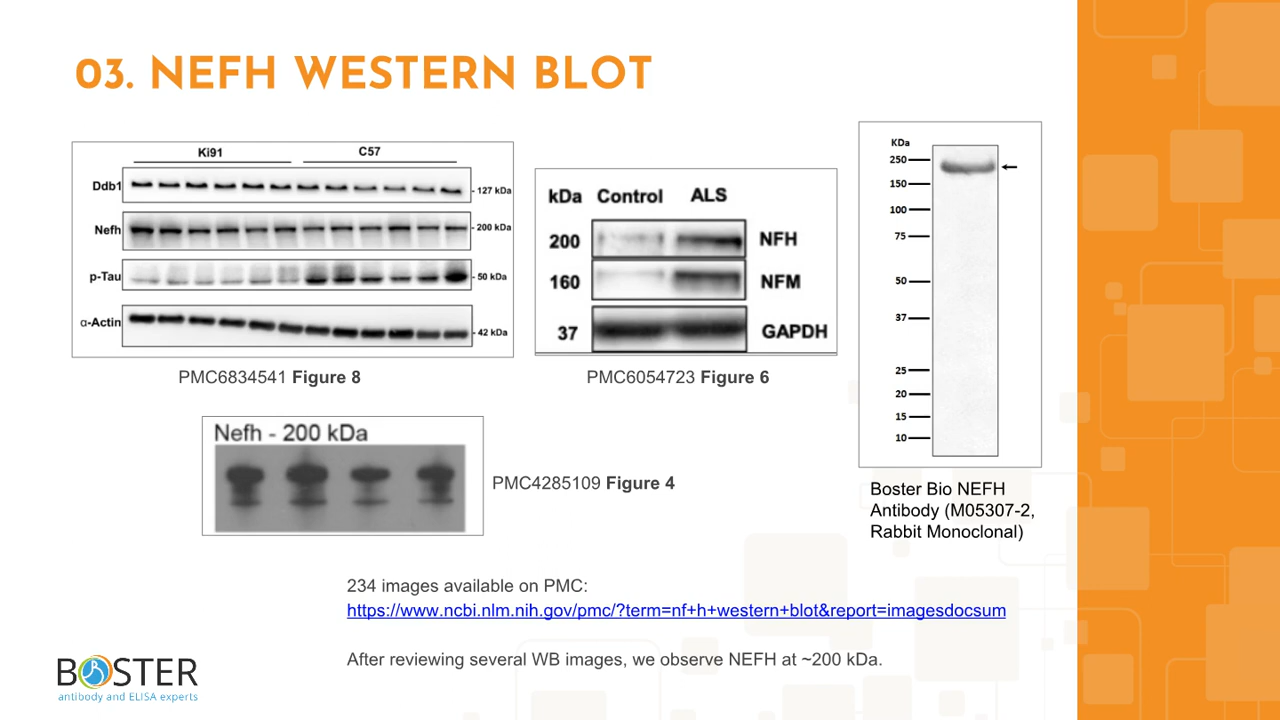 03. NEFH WESTERN BLOT
Ki91
C57
Ddb1
- 127 kDa
Nefh
- 200 kDa
p-Tau
- 50 kDa
α-Actin
- 42 kDa
PMC6834541 Figure 8
kDa Control ALS
200 NFH
160 NFM
37 GAPDH
PMC6054723 Figure 6
KDa
250
150
100
75
50
37
25
20
15
10
Boster Bio NEFH
Antibody (M05307-2,
Rabbit Monoclonal)
Nefh - 200 kDa
PMC4285109 Figure 4
234 images available on PMC:
https://www.ncbi.nlm.nih.gov/pmc/?term=nf+h+western+blot&report=imagesdocsum
After reviewing several WB images, we observe NEFH at ~200 kDa.
BOSTER
antibody and ELISA experts